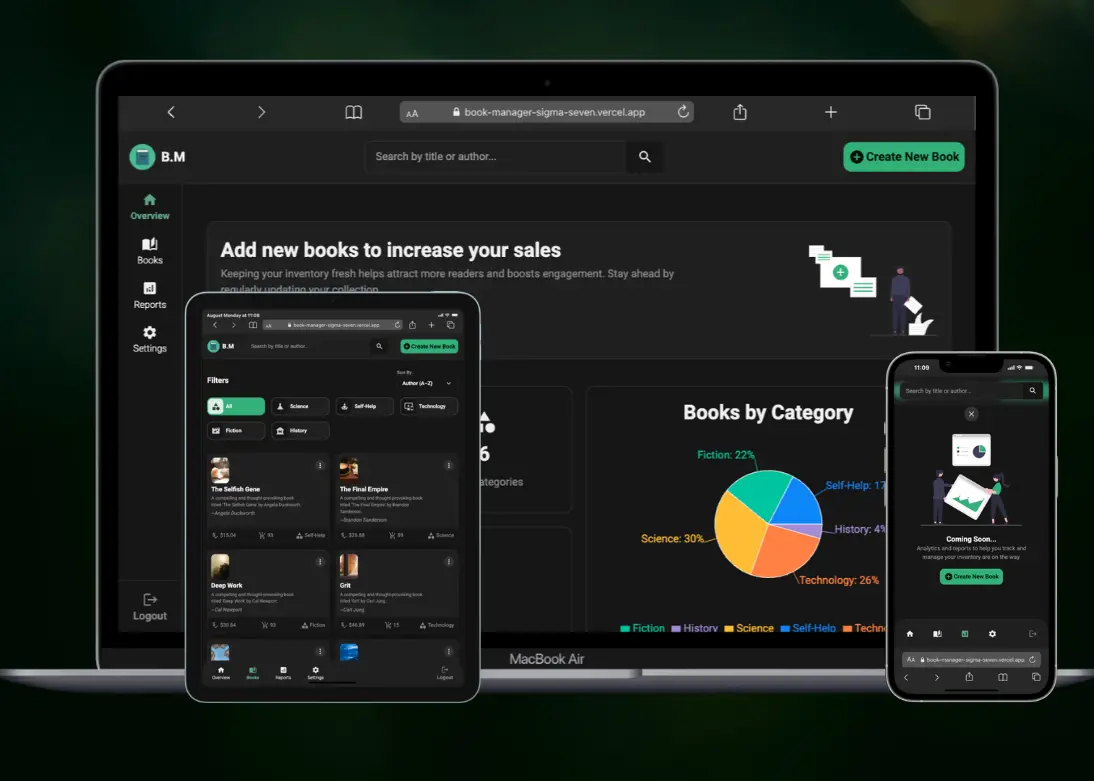 AA book-manager-sigma-seven.vercel.app
B.M
Search by title or author...
Create New Book
Overview
Books
Reports
Settings
Logout
Add new books to increase your sales
Keeping your inventory fresh helps attract more readers and boosts engagement. Stay ahead by
regularly updating your collection.
6
ategories
Books by Category
Fiction: 22%
Self-Help: 17
History: 4%
Science: 30%
Technology: 26%
Fiction History Science Self-Help Techn
MacBook Air
August Monday at 11:08
AA book-manager-sigma-seven.vercel.app
B.M
Search by title or author...
Create New Book
Filters
Sort By:
Author (A-Z)
All
Science
Self-Help
Technology
Fiction
History
The Selfish Gene
A compelling and thought-provoking book
titled 'The Selfish Gene' by Angela Duckworth.
~Angela Duckworth
$15.04 93 Self-Help
The Final Empire
A compelling and thought-provoking book
titled 'The Final Empire' by Brandon
Sanderson.
~Brandon Sanderson
$25.88 89 Science
Deep Work
A compelling and thought-provoking book
titled 'Deep Work' by Cal Newport.
~Cal Newport
$30.64 93 Fiction
Grit
A compelling and thought-provoking book
titled 'Grit' by Carl Jung.
~Carl Jung
$46.89 15 Technology
Overview
Books
Reports
Settings
Logout
11:09
Search by title or author...
Coming Soon...
Analytics and reports to help you track and
manage your inventory are on the way.
Create New Book
AA book-manager-sigma-seven.vercel.app